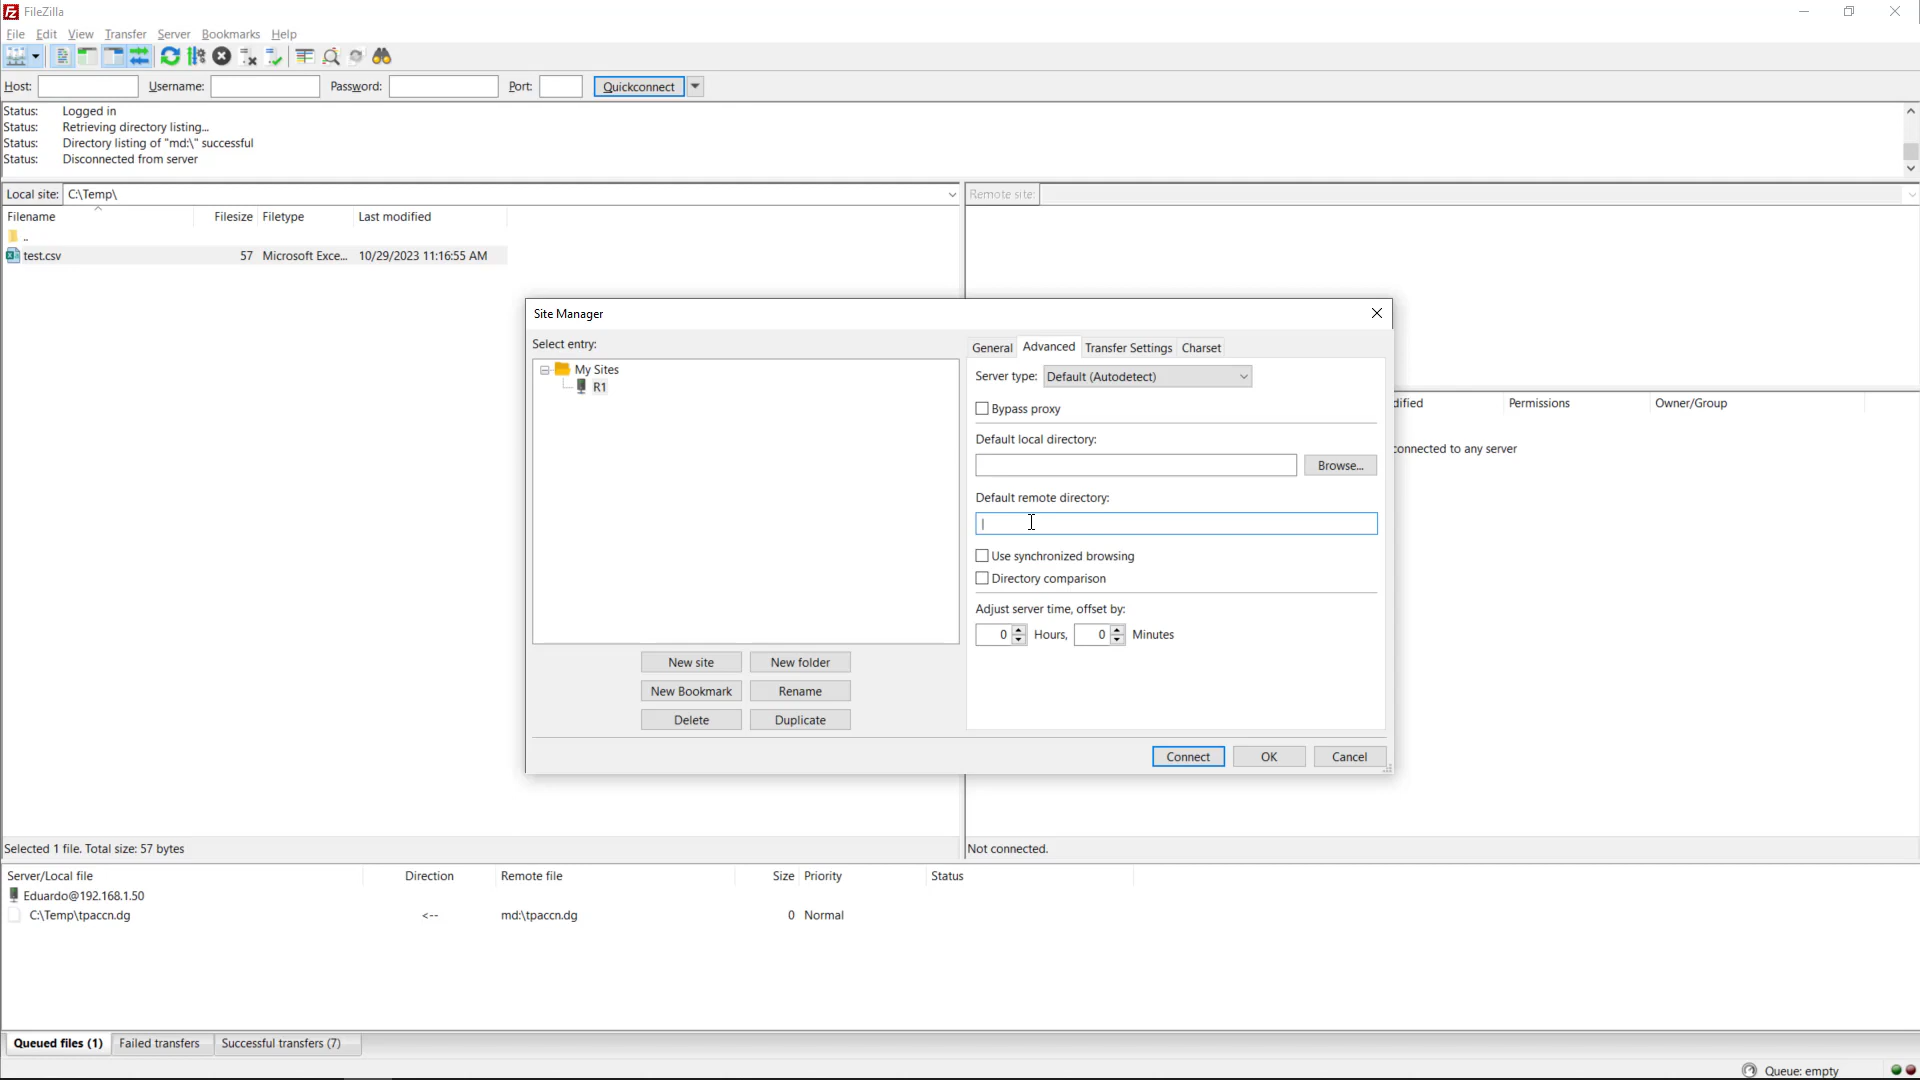 FileZilla
File Edit View Transfer Server Bookmarks Help
Host: Username: Password: Port: Quickconnect
Status: Logged in
Status: Retrieving directory listing...
Status: Directory listing of "md:\" successful
Status: Disconnected from server
Local site: C:\Temp\
Remote site:
Filename Filesize Filetype Last modified
..
test.csv 57 Microsoft Exce... 10/29/2023 11:16:55 AM
Site Manager
Select entry:
My Sites
R1
New site New folder
New Bookmark Rename
Delete Duplicate
General Advanced Transfer Settings Charset
Server type: Default (Autodetect)
Bypass proxy
Default local directory:
Browse...
Default remote directory:
Use synchronized browsing
Directory comparison
Adjust server time, offset by:
0 Hours, 0 Minutes
Connect OK Cancel
dified Permissions Owner/Group
connected to any server
Selected 1 file. Total size: 57 bytes
Not connected.
Server/Local file Direction Remote file Size Priority Status
Eduardo@192.168.1.50
C:\Temp\tpaccn.dg <-- md:\tpaccn.dg 0 Normal
Queued files (1) Failed transfers Successful transfers (7)
Queue: empty